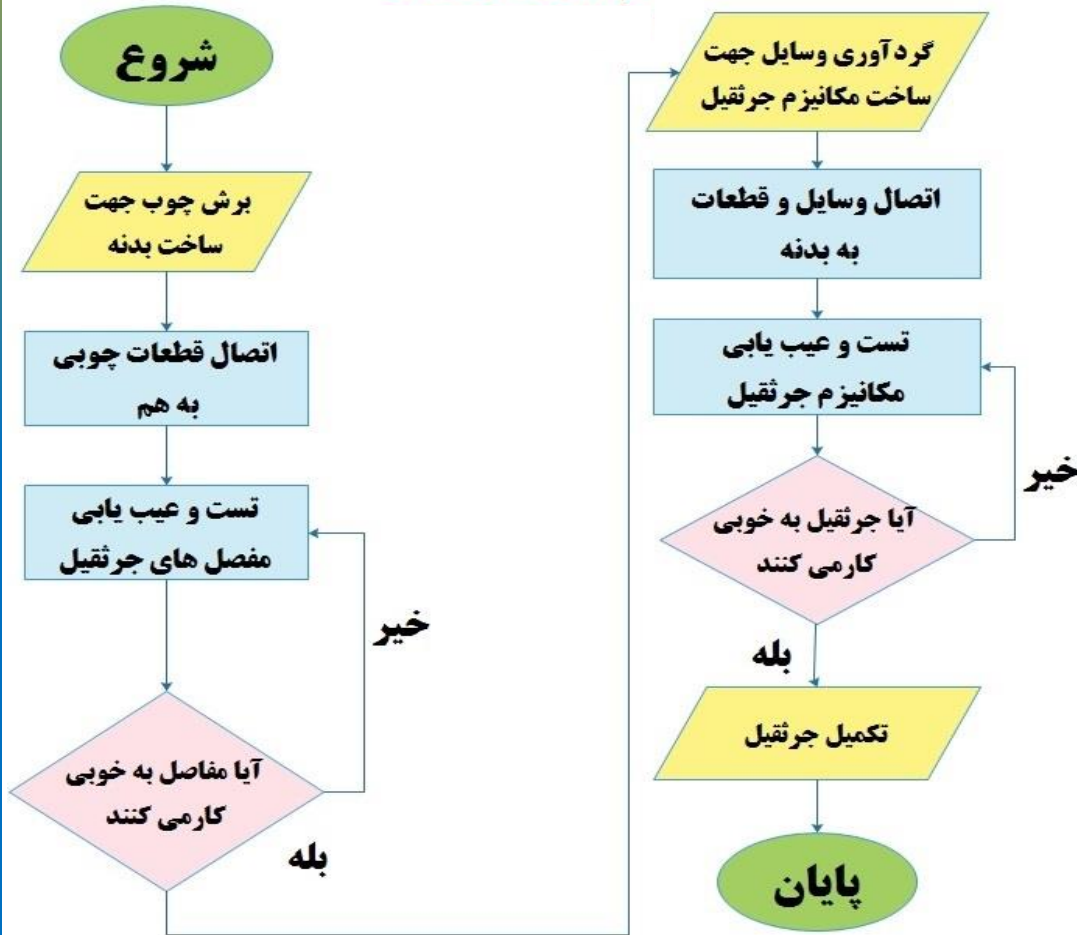 شروع
برش چوب جهت
ساخت بدنه
اتصال قطعات چوبی
به هم
تست و عیب یابی
مفصل های جرثقیل
خیر
آیا مفاصل به خوبی
کارمی کنند
بله
گردآوری وسایل جهت
ساخت مکانیزم جرثقیل
اتصال وسایل و قطعات
به بدنه
تست و عیب یابی
مکانیزم جرثقیل
خیر
آیا جرثقیل به خوبی
کارمی کنند
بله
تکمیل جرثقیل
پایان